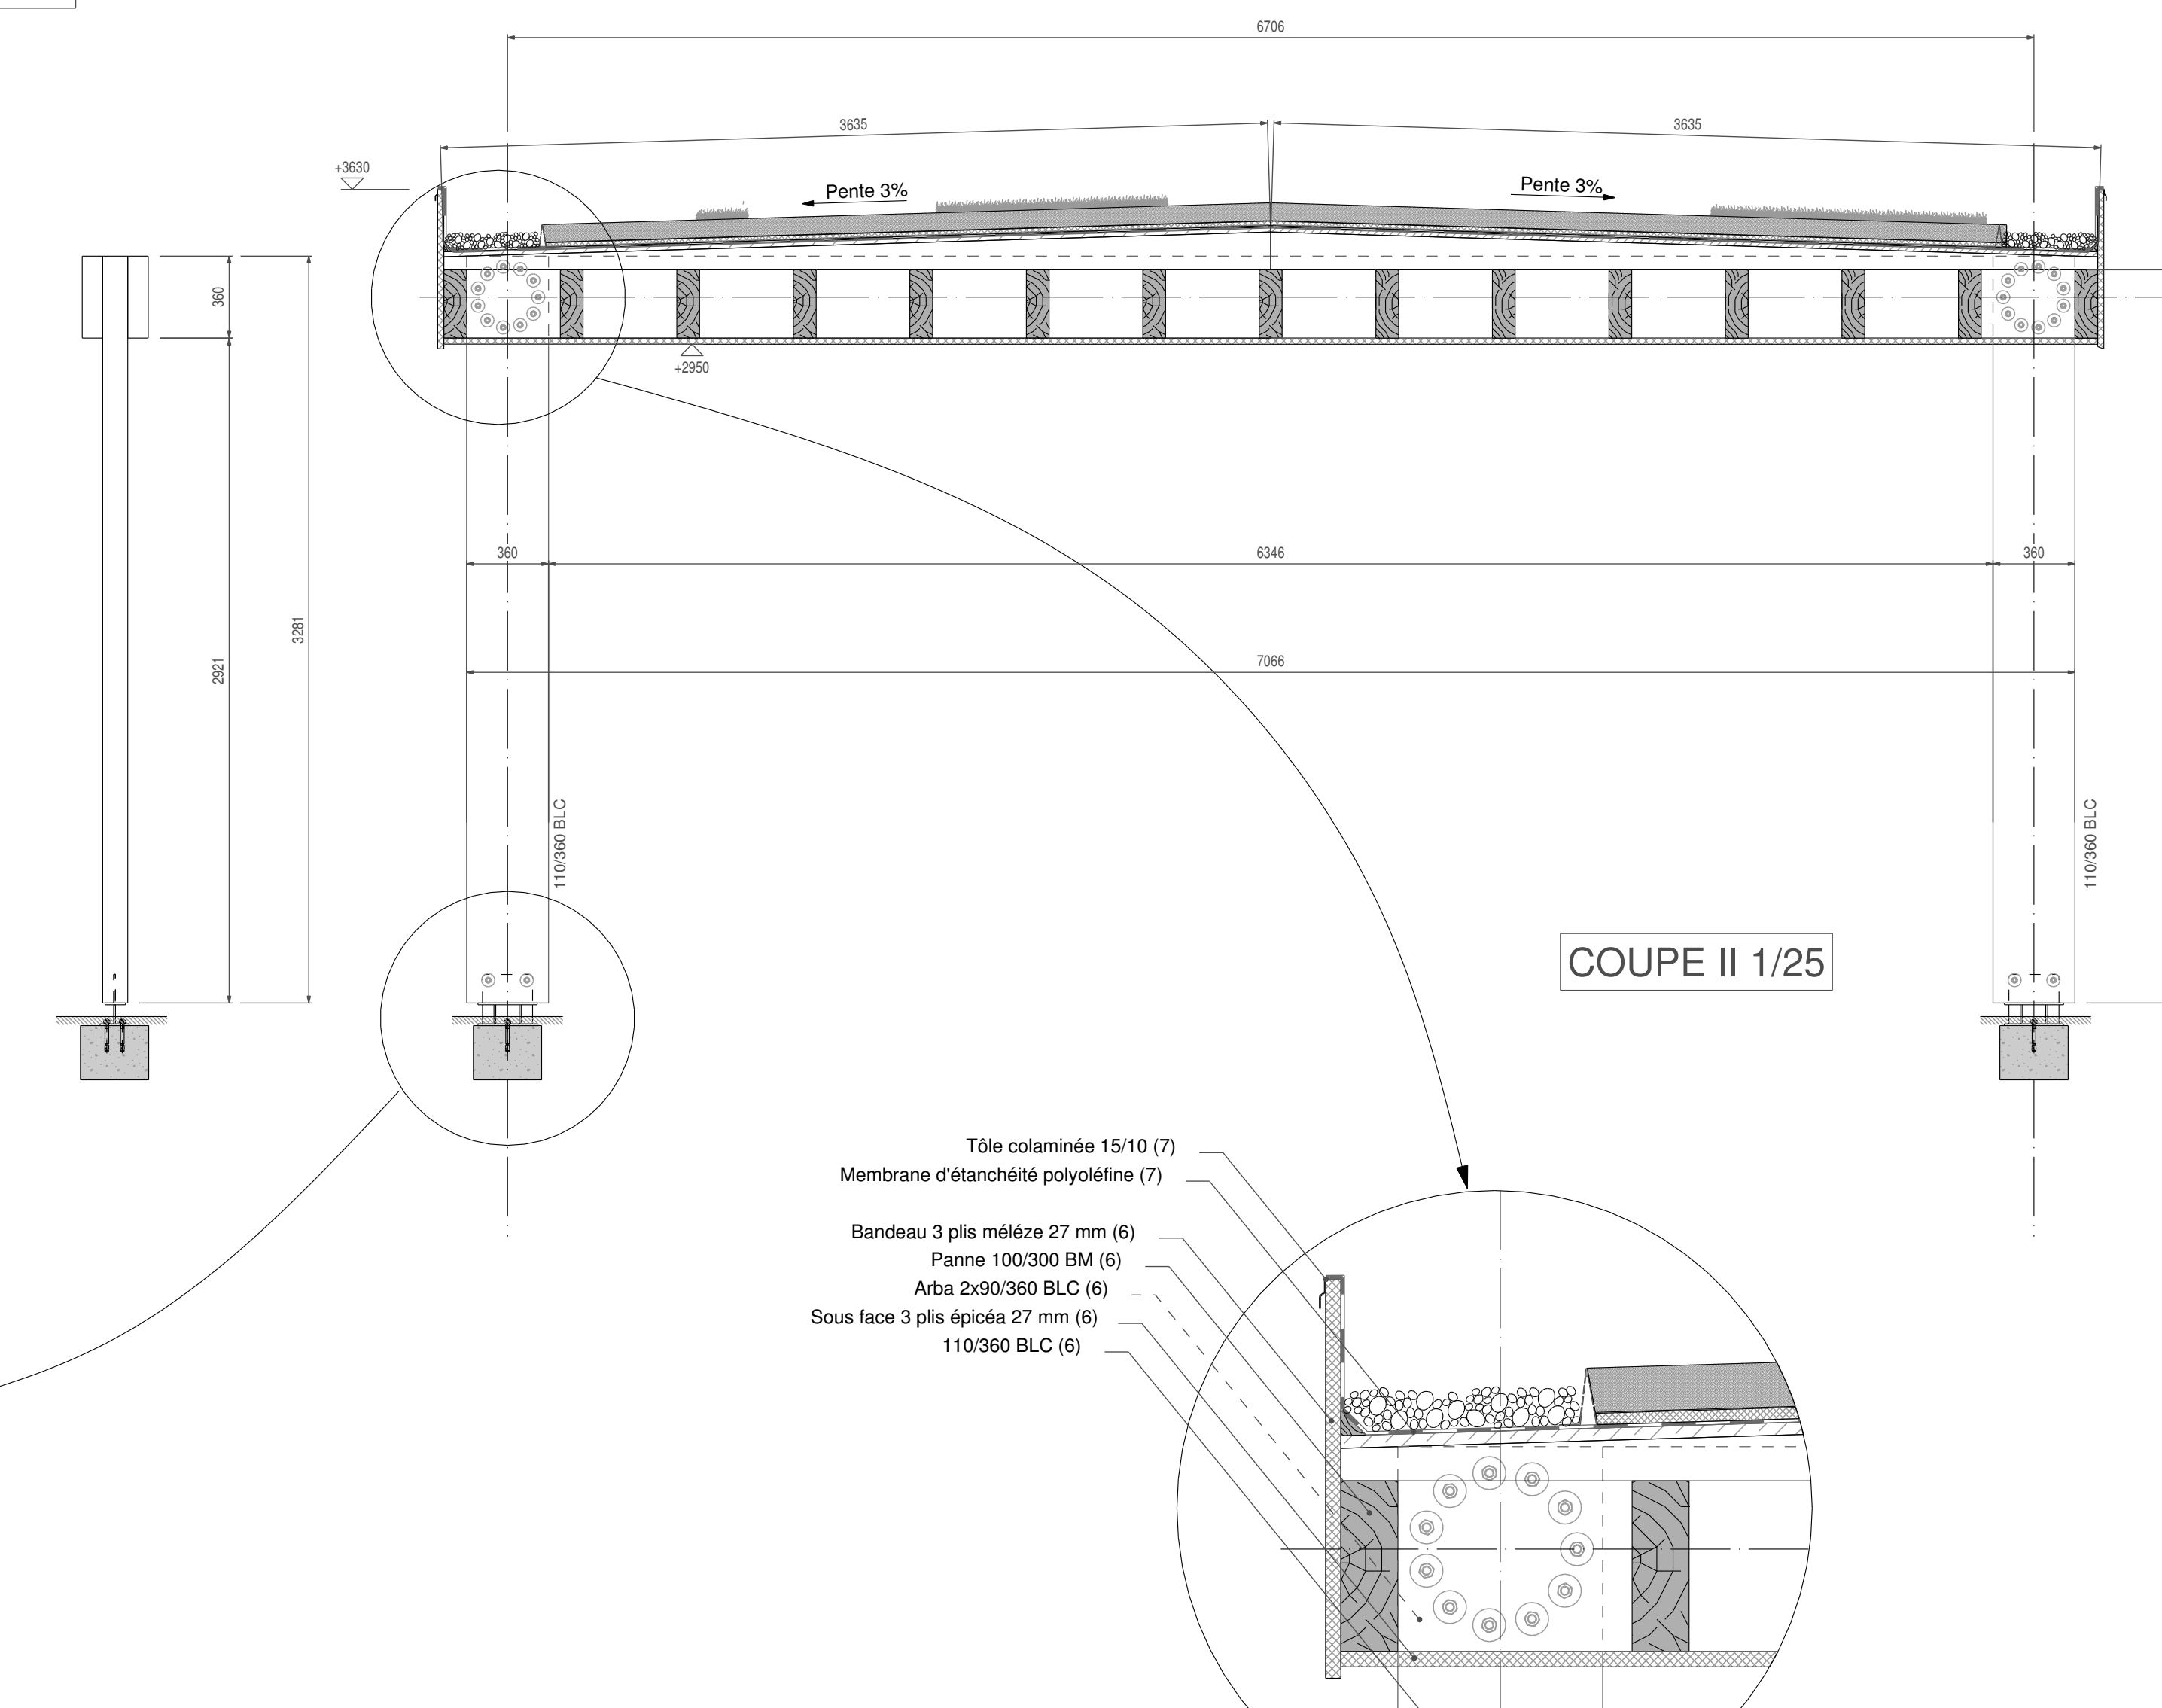 6706
3635
3635
+3630
Pente 3%
Pente 3%
360
+2950
360
6346
360
3281
2921
7066
110/360 BLC
110/360 BLC
COUPE II 1/25
Tôle colaminée 15/10 (7)
Membrane d'étanchéité polyoléfine (7)
Bandeau 3 plis méléze 27 mm (6)
Panne 100/300 BM (6)
Arba 2x90/360 BLC (6)
Sous face 3 plis épicéa 27 mm (6)
110/360 BLC (6)